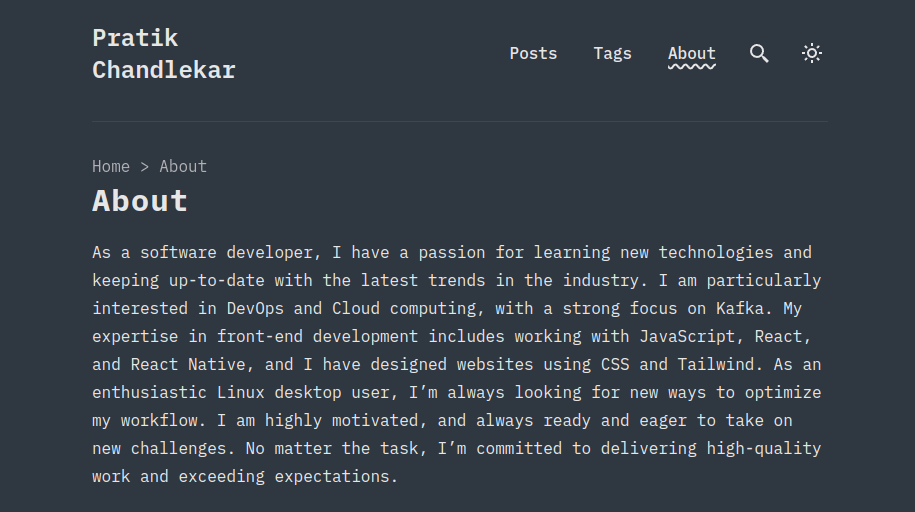 Pratik
Chandlekar
Posts Tags About
Home > About
About
As a software developer, I have a passion for learning new technologies and
keeping up-to-date with the latest trends in the industry. I am particularly
interested in DevOps and Cloud computing, with a strong focus on Kafka. My
expertise in front-end development includes working with JavaScript, React,
and React Native, and I have designed websites using CSS and Tailwind. As an
enthusiastic Linux desktop user, I’m always looking for new ways to optimize
my workflow. I am highly motivated, and always ready and eager to take on
new challenges. No matter the task, I’m committed to delivering high-quality
work and exceeding expectations.